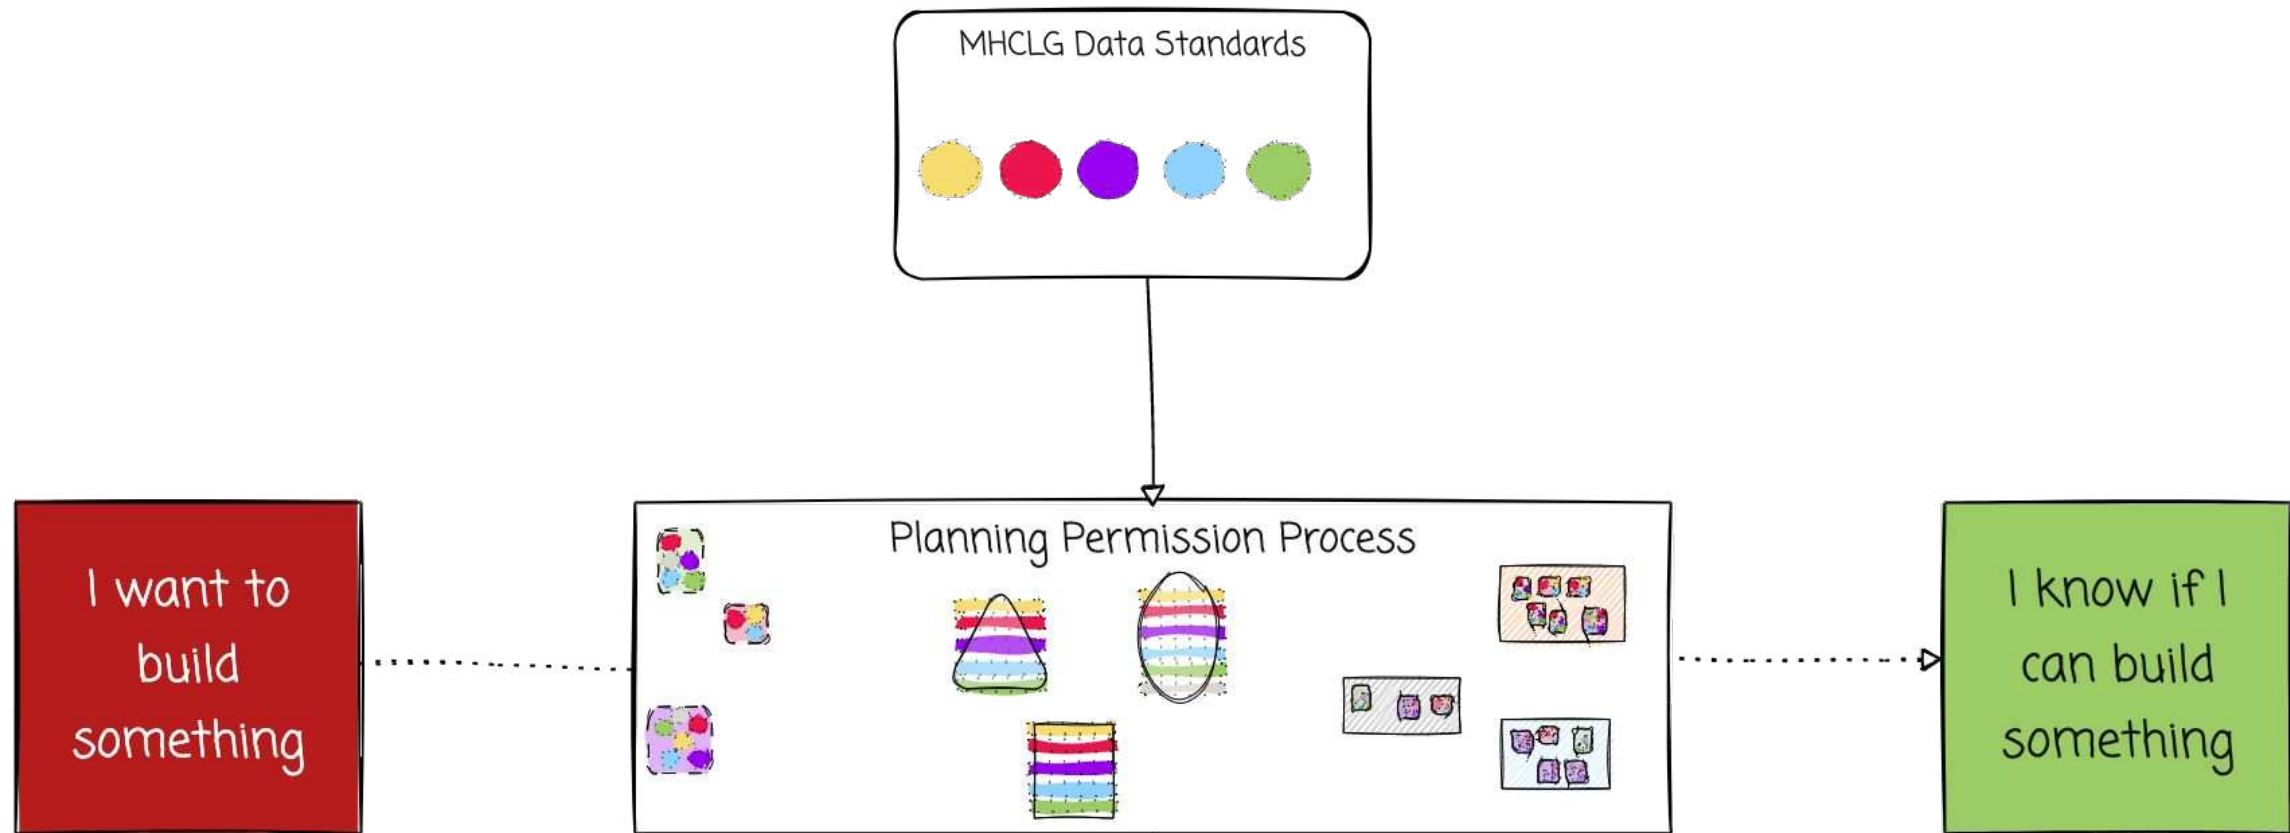 MHCLG Data Standards
I want to
build
something
Planning Permission Process
I know if I
can build
something